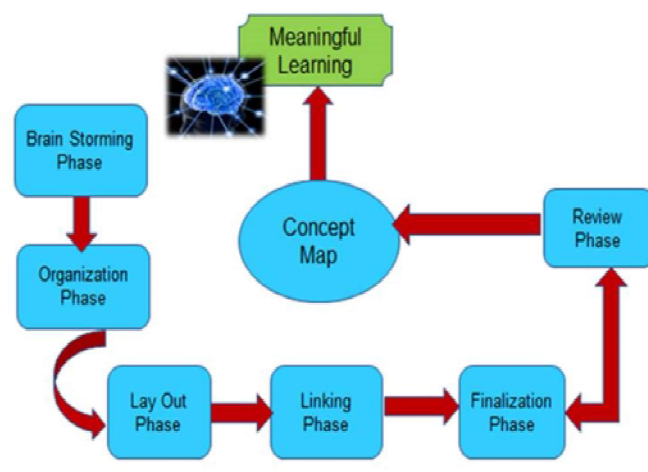 Meaningful
Learning
Brain Storming
Phase
Organization
Phase
Lay Out
Phase
Linking
Phase
Finalization
Phase
Review
Phase
Concept
Map